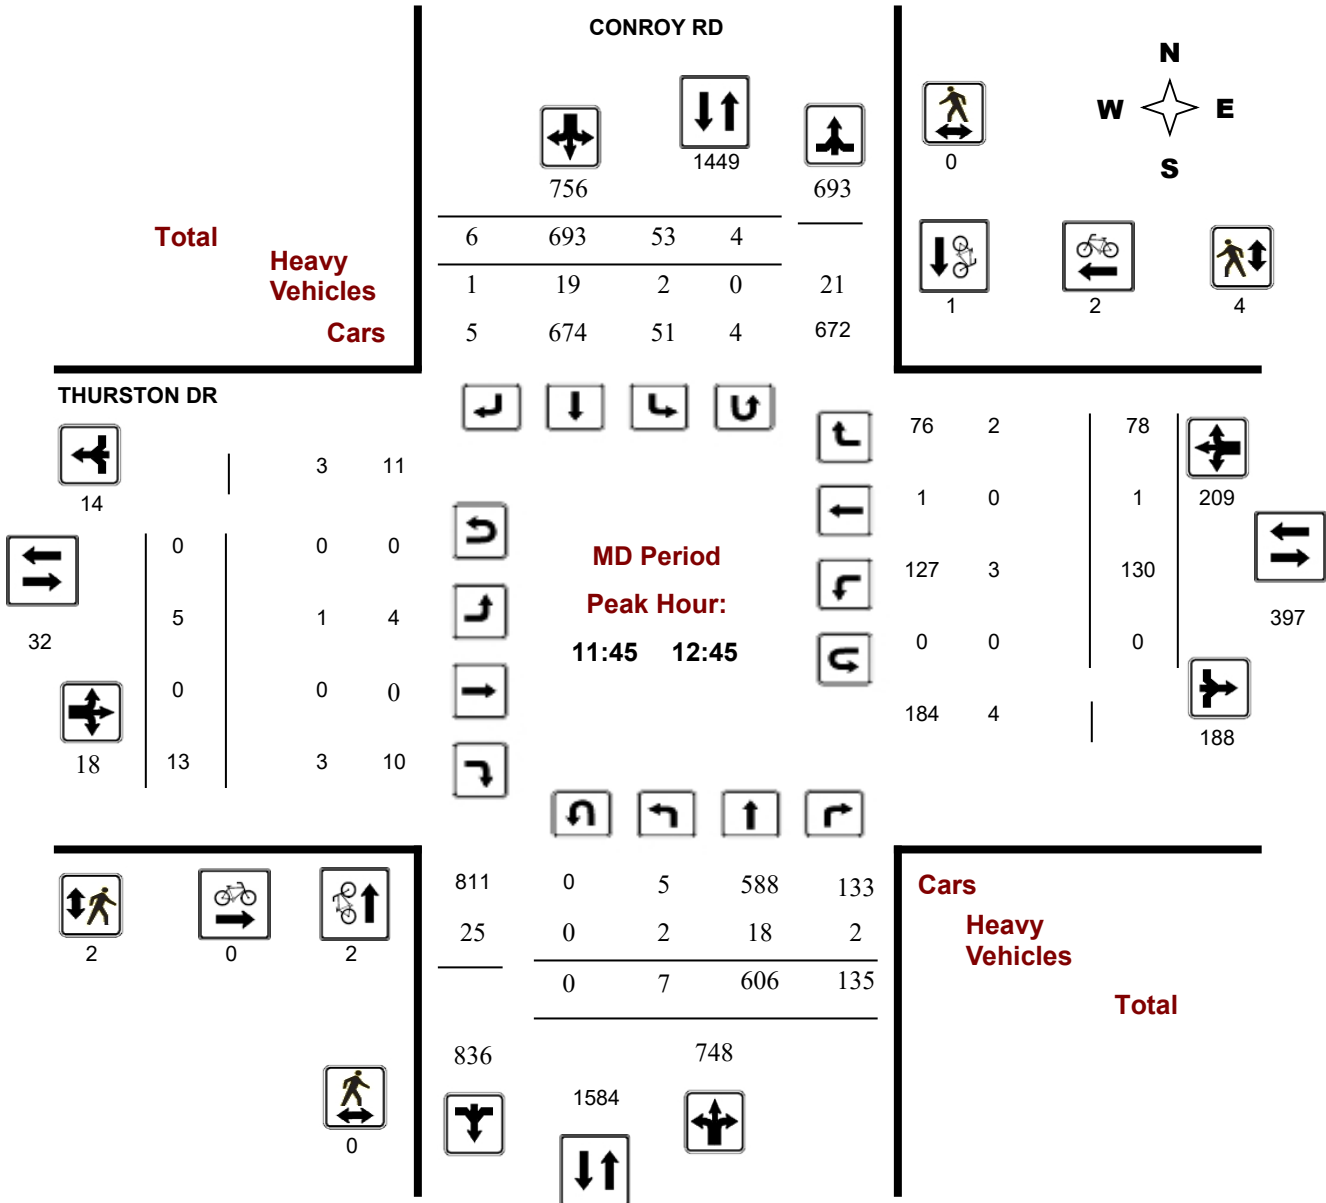 CONROY RD
N
W E
S
1449
0
756 693
Total
6 693 53 4
Heavy
Vehicles
1 19 2 0 21
Cars
5 674 51 4 672
1 2 4
THURSTON DR
76 2 78
3 11
14
1 0 1 209
0 0 0
MD Period
127 3 130
Peak Hour:
5 1 4
397
32
11:45 12:45
0 0 0
0 0 0
184 4
188
18 13 3 10
811 0 5 588 133
Cars
25 0 2 18 2
Heavy
Vehicles
2 0 2
0 7 606 135
Total
836 748
1584
0